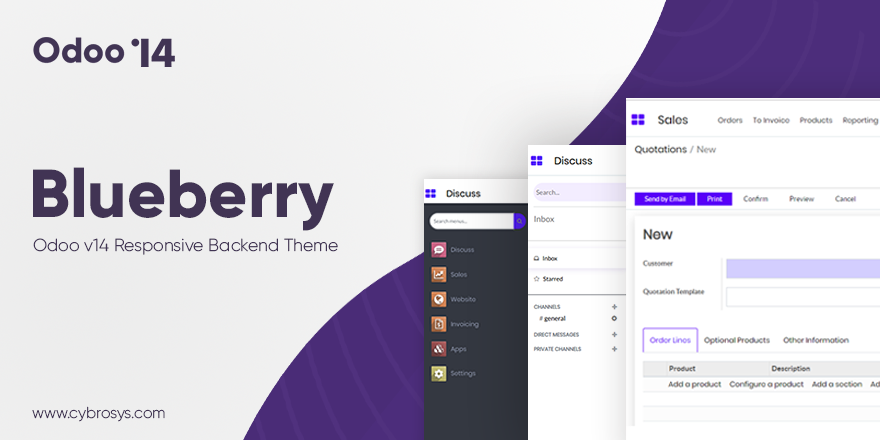 Odoo '14
Blueberry
Odoo v14 Responsive Backend Theme
www.cybrosys.com
Discuss
Search menus...
Discuss
Sales
Website
Invoicing
Apps
Settings
Discuss
Search...
Inbox
Inbox
Starred
CHANNELS +
# general
DIRECT MESSAGES +
PRIVATE CHANNELS +
Sales Orders To Invoice Products Reporting
Quotations / New
Send by Email Print Confirm Preview Cancel
New
Customer
Quotation Template
Order Lines Optional Products Other Information
Product Description
Add a product Configure a product Add a section Ad